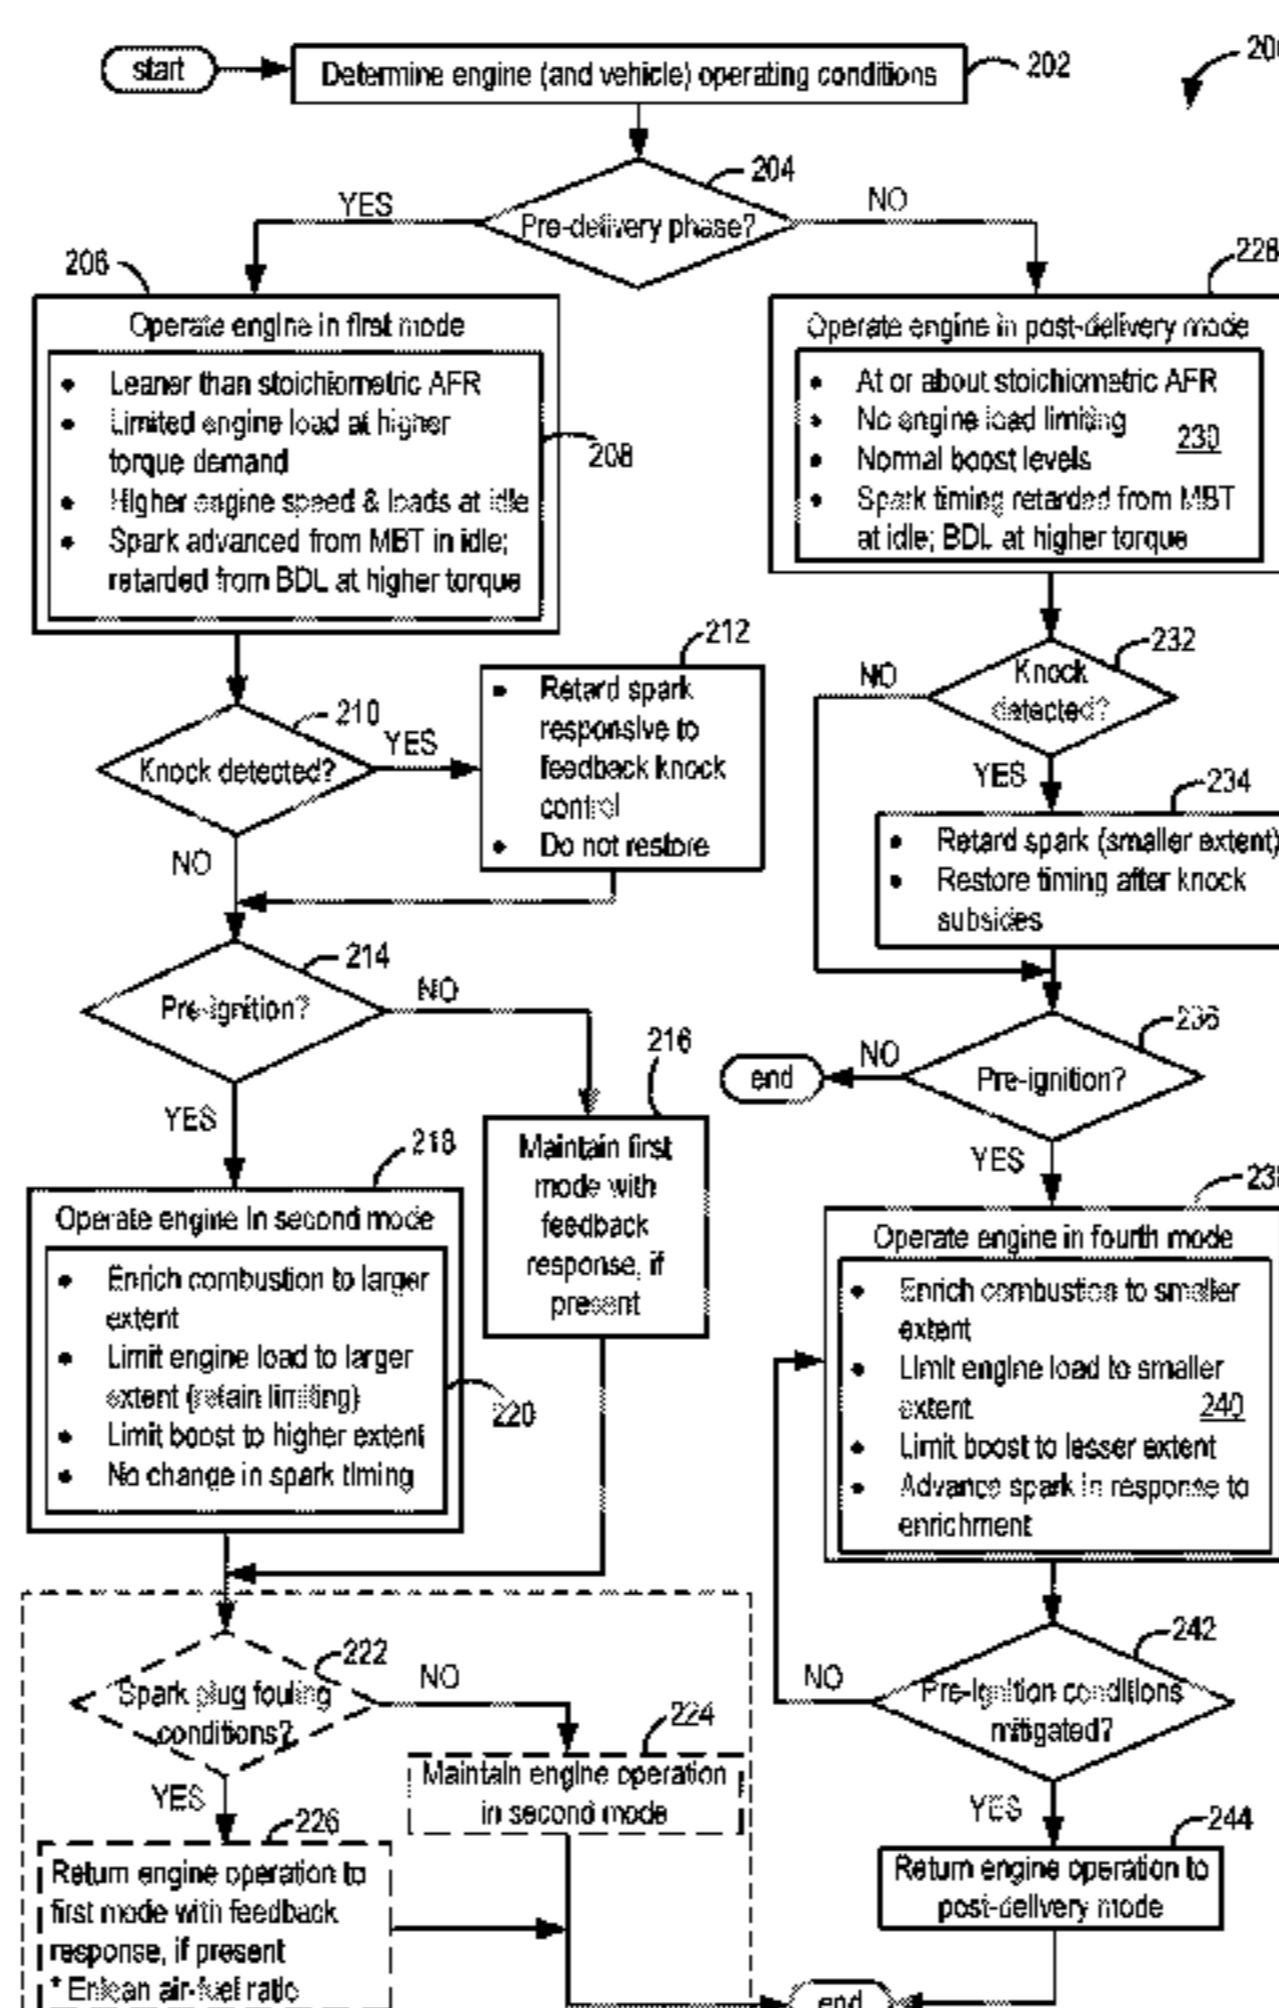 start
Determine engine (and vehicle) operating conditions
202
204
Pre-delivery phase?
YES
NO
206
Operate engine in first mode
• Leaner than stoichiometric AFR
• Limited engine load at higher
torque demand
• Higher engine speed & loads at idle
• Spark advanced from MBT in idle;
retarded from BDL at higher torque
208
210
Knock detected?
YES
212
• Retard spark
responsive to
feedback knock
control
• Do not restore
NO
214
Pre-ignition?
NO
216
Maintain first
mode with
feedback
response, if
present
YES
218
Operate engine in second mode
• Enrich combustion to larger
extent
• Limit engine load to larger
extent (retain limiting)
• Limit boost to higher extent
• No change in spark timing
220
222
Spark plug fouling
conditions?
NO
224
Maintain engine operation
in second mode
YES
226
Return engine operation to
first mode with feedback
response, if present
* Enlean air-fuel ratio
228
Operate engine in post-delivery mode
• At or about stoichiometric AFR
• No engine load limiting
• Normal boost levels
• Spark timing retarded from MBT
at idle; BDL at higher torque
230
232
Knock
detected?
NO
YES
234
• Retard spark (smaller extent)
• Restore timing after knock
subsides
236
Pre-ignition?
NO
end
YES
Operate engine in fourth mode
• Enrich combustion to smaller
extent
• Limit engine load to smaller
extent
• Limit boost to lesser extent
• Advance spark in response to
enrichment
240
242
Pre-ignition conditions
mitigated?
NO
YES
244
Return engine operation to
post-delivery mode
end